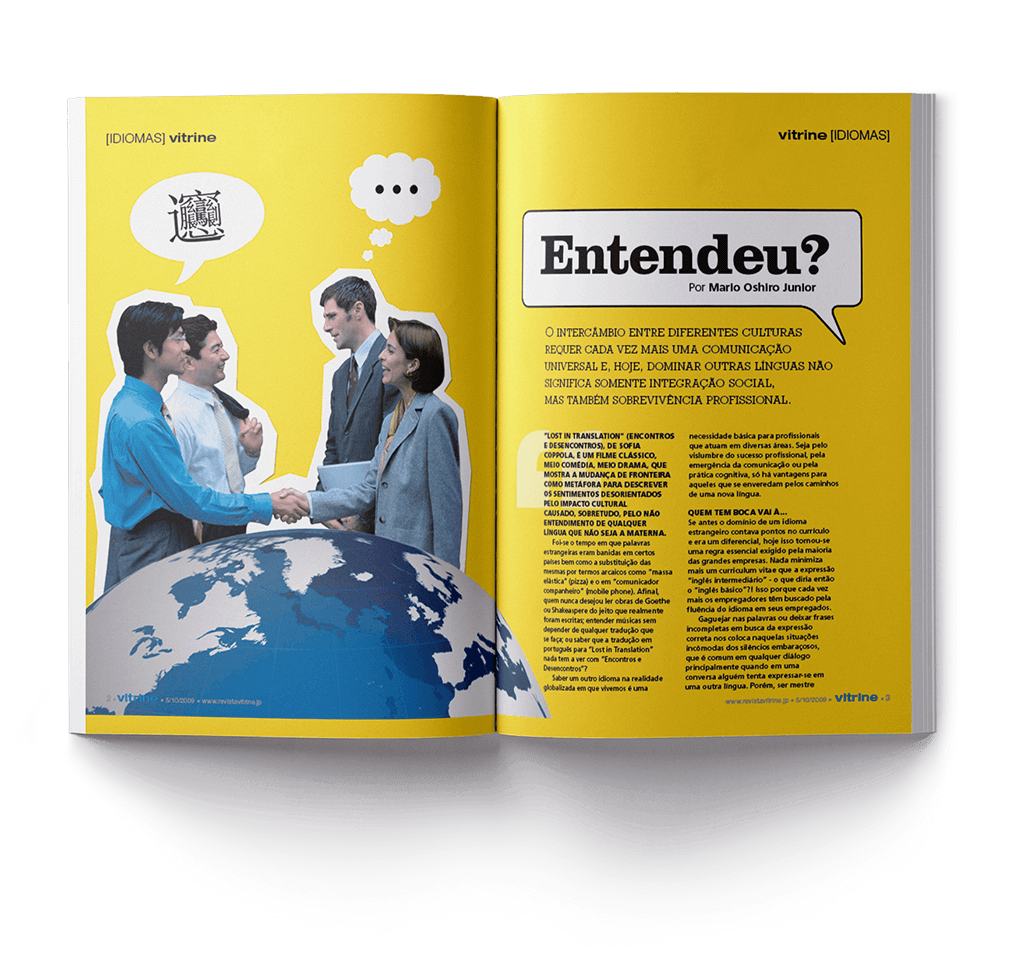 [IDIOMAS] vitrine
...
2 • vitrine • 5/10/2009 • www.revistavitrine.jp
vitrine [IDIOMAS]
Entendeu?
Por Mario Oshiro Junior
O INTERCÂMBIO ENTRE DIFERENTES CULTURAS
REQUER CADA VEZ MAIS UMA COMUNICAÇÃO
UNIVERSAL E, HOJE, DOMINAR OUTRAS LÍNGUAS NÃO
SIGNIFICA SOMENTE INTEGRAÇÃO SOCIAL,
MAS TAMBÉM SOBREVIVÊNCIA PROFISSIONAL.
"LOST IN TRANSLATION" (ENCONTROS
E DESENCONTROS), DE SOFIA
COPPOLA, É UM FILME CLÁSSICO,
MEIO COMÉDIA, MEIO DRAMA, QUE
MOSTRA A MUDANÇA DE FRONTEIRA
COMO METÁFORA PARA DESCREVER
OS SENTIMENTOS DESORIENTADOS
PELO IMPACTO CULTURAL
CAUSADO, SOBRETUDO, PELO NÃO
ENTENDIMENTO DE QUALQUER
LÍNGUA QUE NÃO SEJA A MATERNA.
Foi-se o tempo em que palavras
estrangeiras eram banidas em certos
países bem como a substituição das
mesmas por termos arcaicos como "massa
elástica" (pizza) e o em "comunicador
companheiro" (mobile phone). Afinal,
quem nunca desejou ler obras de Goethe
ou Shakeaspere do jeito que realmente
foram escritas; entender músicas sem
depender de qualquer tradução que
se faça; ou saber que a tradução em
português para "Lost in Translation"
nada tem a ver com "Encontros e
Desencontros"?
Saber um outro idioma na realidade
globalizada em que vivemos é uma
necessidade básica para profissionais
que atuam em diversas áreas. Seja pelo
vislumbre do sucesso profissional, pela
emergência da comunicação ou pela
prática cognitiva, só há vantagens para
aqueles que se enveredam pelos caminhos
de uma nova língua.
QUEM TEM BOCA VAI À...
Se antes o domínio de um idioma
estrangeiro contava pontos no currículo
e era um diferencial, hoje isso tornou-se
uma regra essencial exigido pela maioria
das grandes empresas. Nada minimiza
mais um curriculum vitae que a expressão
"inglês intermediário" - o que diria então
o "inglês básico"?! Isso porque cada vez
mais os empregadores têm buscado pela
fluência do idioma em seus empregados.
Gaguejar nas palavras ou deixar frases
incompletas em busca da expressão
correta nos coloca naquelas situações
incômodas dos silêncios embaraçosos,
que é comum em qualquer diálogo
principalmente quando em uma
conversa alguém tenta expressar-se em
uma outra língua. Porém, ser mestre
www.revistavitrine.jp • 5/10/2009 • vitrine • 3